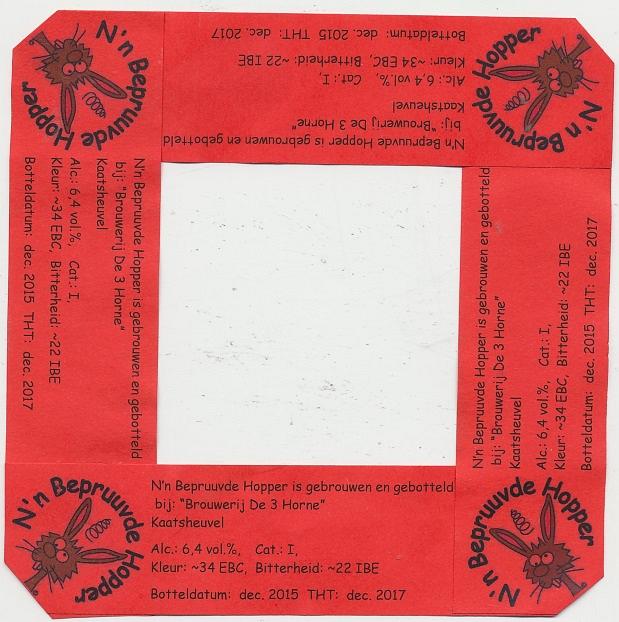 N'n Bepruuvde Hopper
Botteldatum: dec. 2015 THT: dec. 2017
Kleur: ~34 EBC, Bitterheid: ~22 IBE
Alc.: 6,4 vol.%, Cat.: I,
Kaatsheuvel
bij: "Brouwerij De 3 Horne"
N'n Bepruuvde Hopper is gebrouwen en gebotteld
N'n Bepruuvde Hopper
N'n Bepruuvde Hopper is gebrouwen en gebotteld
bij: "Brouwerij De 3 Horne"
Kaatsheuvel
Alc.: 6,4 vol.%, Cat.: I,
Kleur: ~34 EBC, Bitterheid: ~22 IBE
Botteldatum: dec. 2015 THT: dec. 2017
N'n Bepruuvde Hopper is gebrouwen en gebotteld
bij: "Brouwerij De 3 Horne"
Kaatsheuvel
Alc.: 6,4 vol.%, Cat.: I,
Kleur: ~34 EBC, Bitterheid: ~22 IBE
Botteldatum: dec. 2015 THT: dec. 2017
N'n Bepruuvde Hopper
N'n Bepruuvde Hopper is gebrouwen en gebotteld
bij: "Brouwerij De 3 Horne"
Kaatsheuvel
Alc.: 6,4 vol.%, Cat.: I,
Kleur: ~34 EBC, Bitterheid: ~22 IBE
Botteldatum: dec. 2015 THT: dec. 2017
N'n Bepruuvde Hopper